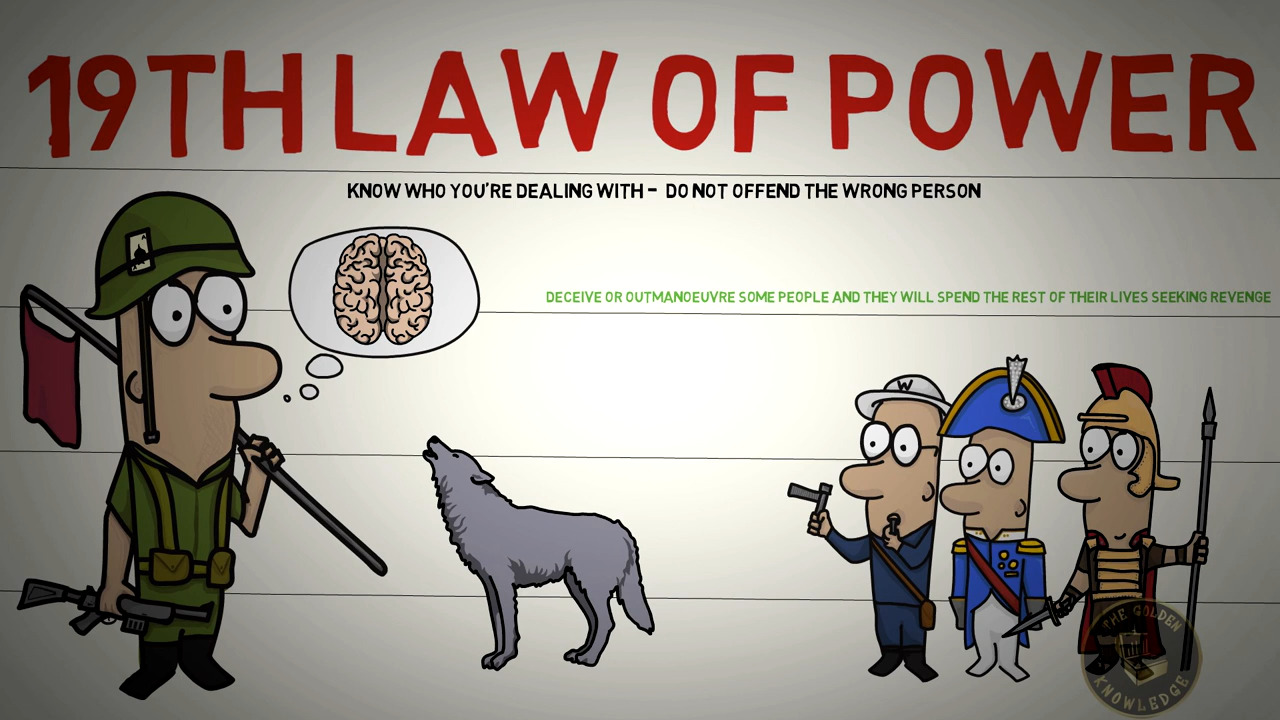 19TH LAW OF POWER
KNOW WHO YOU'RE DEALING WITH – DO NOT OFFEND THE WRONG PERSON
DECEIVE OR OUTMANOEUVRE SOME PEOPLE AND THEY WILL SPEND THE REST OF THEIR LIVES SEEKING REVENGE
A
W
THE GOLDEN
KNOWLEDGE